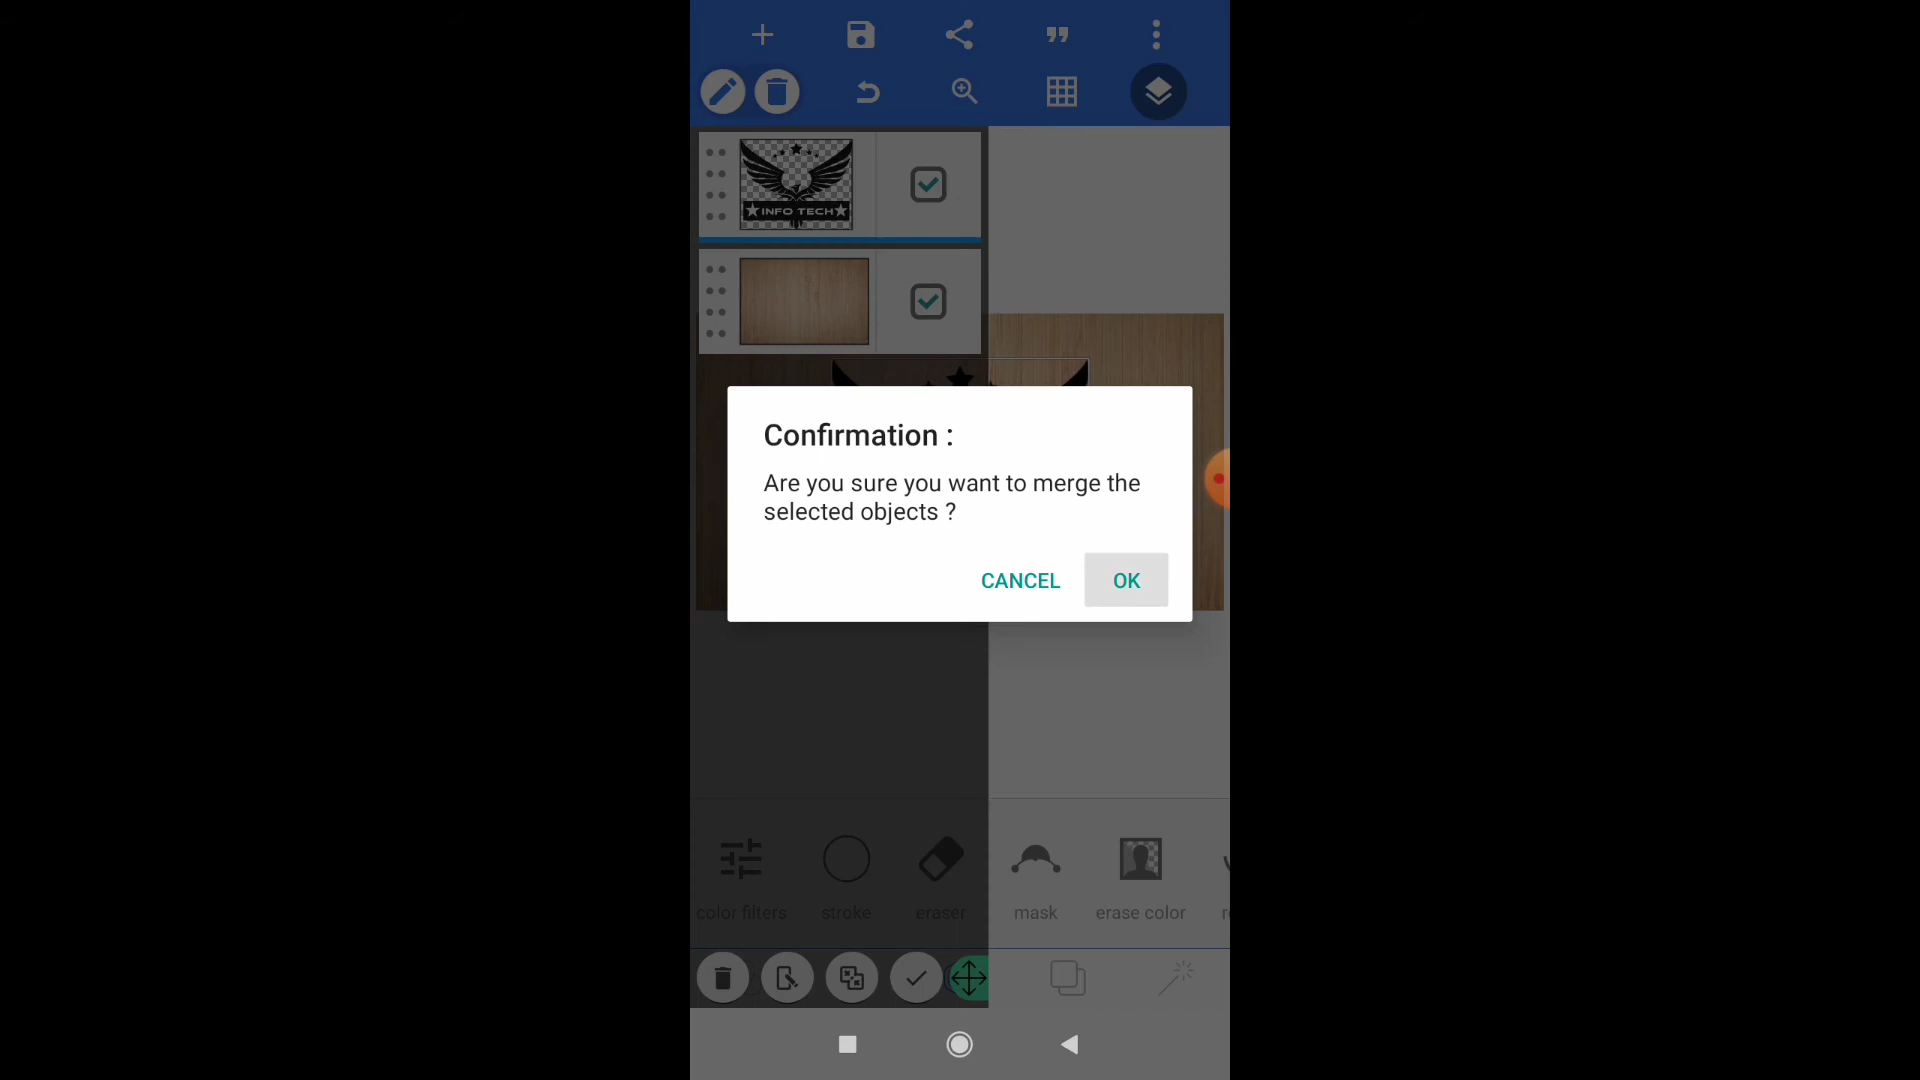 INFO TECH
Confirmation :
Are you sure you want to merge the
selected objects ?
CANCEL OK
color filters stroke eraser mask erase color